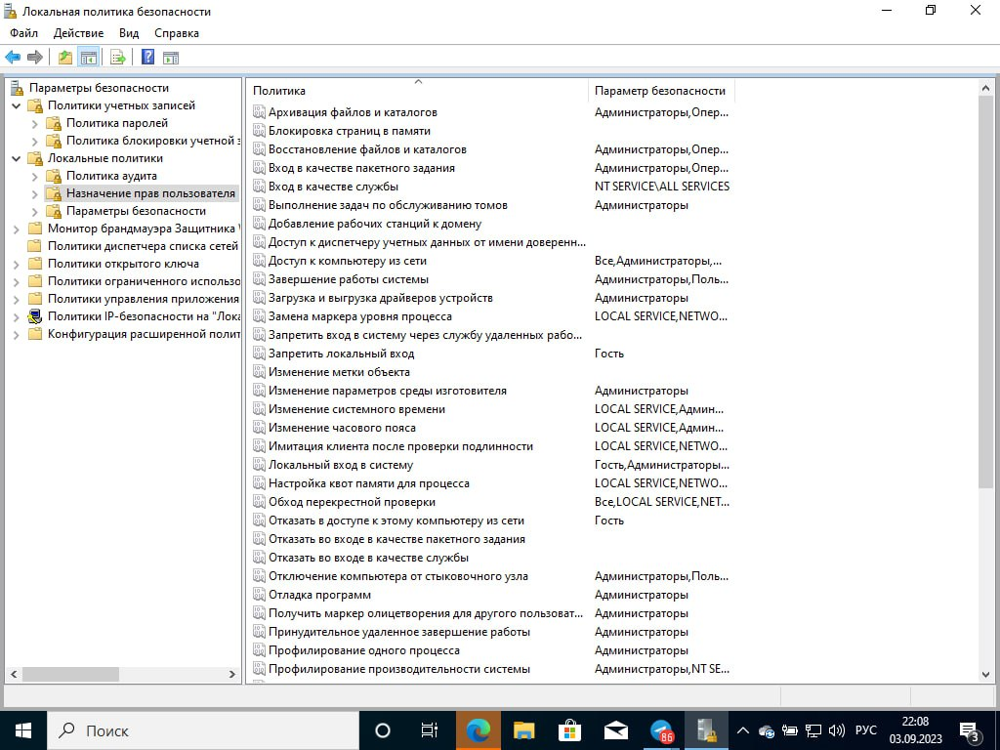 Локальная политика безопасности
Файл Действие Вид Справка
Параметры безопасности
Политики учетных записей
Политика паролей
Политика блокировки учетной з
Локальные политики
Политика аудита
Назначение прав пользователя
Параметры безопасности
Монитор брандмауэра Защитника
Политики диспетчера списка сетей
Политики открытого ключа
Политики ограниченного использо
Политики управления приложения
Политики IP-безопасности на "Лока
Конфигурация расширенной полит
Политика Параметр безопасности
Архивация файлов и каталогов Администраторы,Опер...
Блокировка страниц в памяти
Восстановление файлов и каталогов Администраторы,Опер...
Вход в качестве пакетного задания Администраторы,Опер...
Вход в качестве службы NT SERVICE\ALL SERVICES
Выполнение задач по обслуживанию томов Администраторы
Добавление рабочих станций к домену
Доступ к диспетчеру учетных данных от имени доверенн...
Доступ к компьютеру из сети Все,Администраторы,...
Завершение работы системы Администраторы,Поль...
Загрузка и выгрузка драйверов устройств Администраторы
Замена маркера уровня процесса LOCAL SERVICE,NETWO...
Запретить вход в систему через службу удаленных рабо...
Запретить локальный вход Гость
Изменение метки объекта
Изменение параметров среды изготовителя Администраторы
Изменение системного времени LOCAL SERVICE,Админ...
Изменение часового пояса LOCAL SERVICE,Админ...
Имитация клиента после проверки подлинности LOCAL SERVICE,NETWO...
Локальный вход в систему Гость,Администраторы...
Настройка квот памяти для процесса LOCAL SERVICE,NETWO...
Обход перекрестной проверки Все,LOCAL SERVICE,NET...
Отказать в доступе к этому компьютеру из сети Гость
Отказать во входе в качестве пакетного задания
Отказать во входе в качестве службы
Отключение компьютера от стыковочного узла Администраторы,Поль...
Отладка программ Администраторы
Получить маркер олицетворения для другого пользоват... Администраторы
Принудительное удаленное завершение работы Администраторы
Профилирование одного процесса Администраторы
Профилирование производительности системы Администраторы,NT SE...
Поиск
86
РУС
22:08
03.09.2023
3